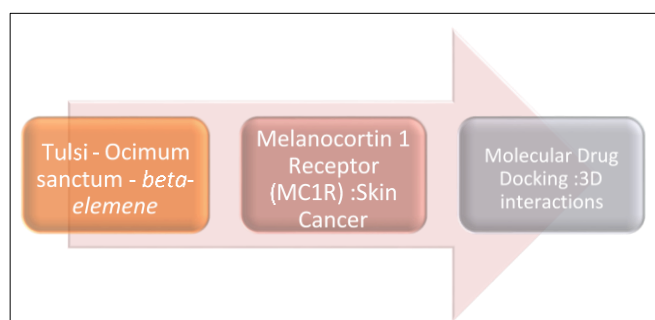 Tulsi - Ocimum
sanctum - beta-
elemene
Melanocortin 1
Receptor
(MC1R) :Skin
Cancer
Molecular Drug
Docking :3D
interactions